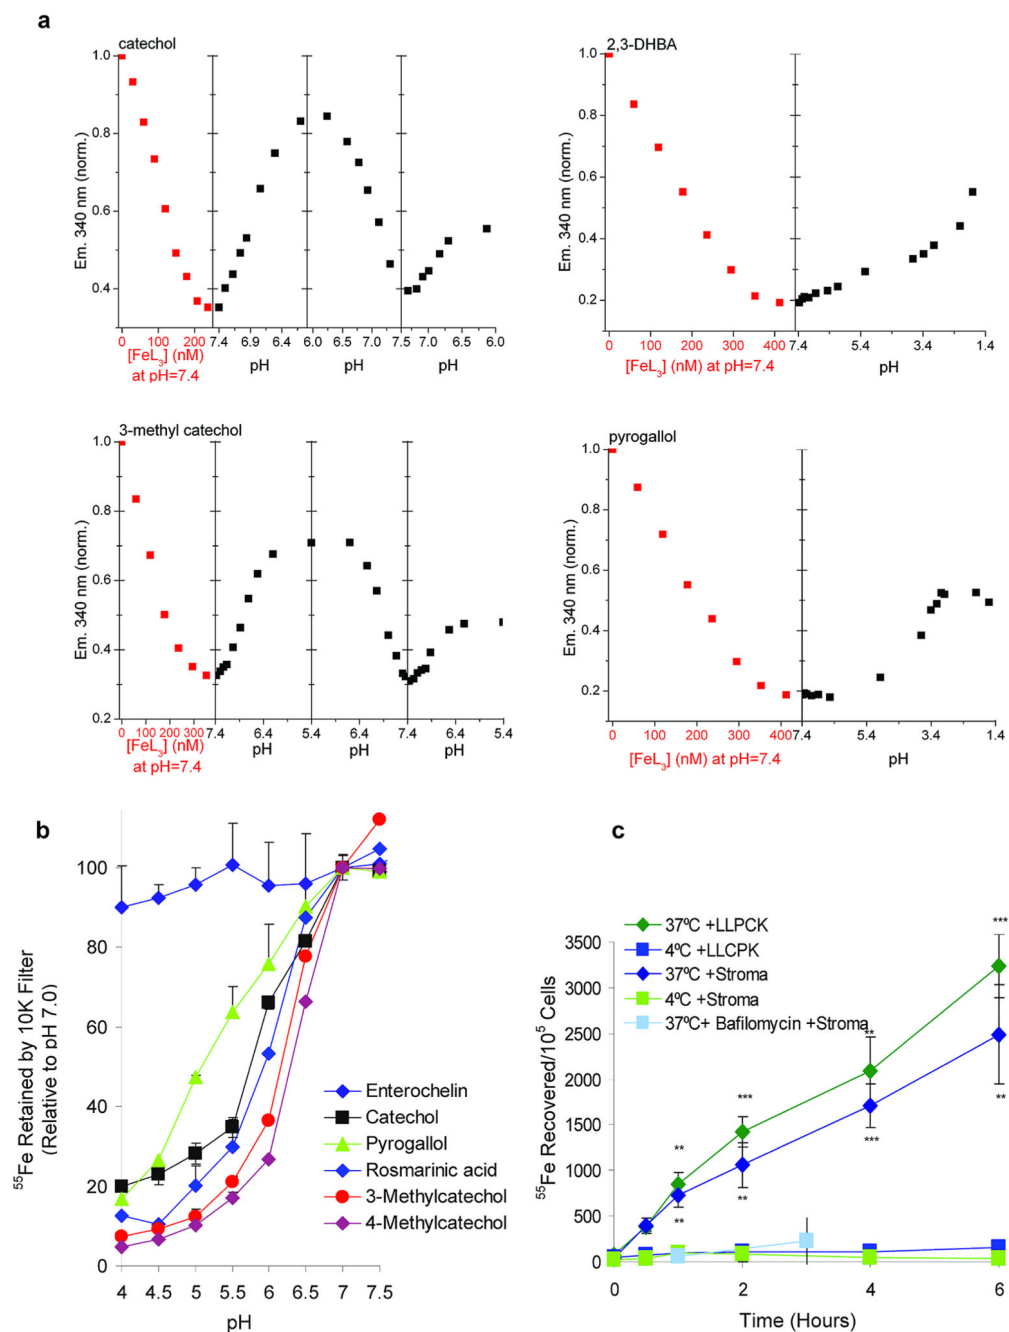 a
catechol
Em. 340 nm (norm.)
1.0
0.8
0.6
0.4
0 100 200
[FeL3] (nM)
at pH=7.4
7.4 6.9 6.4
pH
6.0 6.5 7.0 7.5
pH
7.0 6.5 6.0
pH
2,3-DHBA
Em. 340 nm (norm.)
1.0
0.8
0.6
0.4
0.2
0 100 200 300 400
[FeL3] (nM) at pH=7.4
7.4 5.4 3.4 1.4
pH
3-methyl catechol
Em. 340 nm (norm.)
1.0
0.8
0.6
0.4
0.2
0 100 200 300
[FeL3] (nM)
at pH=7.4
7.4 6.4 5.4
pH
6.4 7.4
pH
6.4 5.4
pH
pyrogallol
Em. 340 nm (norm.)
1.0
0.8
0.6
0.4
0.2
0 100 200 300 400
[FeL3] (nM) at pH=7.4
7.4 5.4 3.4 1.4
pH
b
55Fe Retained by 10K Filter
(Relative to pH 7.0)
100
80
60
40
20
0
Enterochelin
Catechol
Pyrogallol
Rosmarinic acid
3-Methylcatechol
4-Methylcatechol
4 4.5 5 5.5 6 6.5 7 7.5
pH
c
37ºC +LLPCK
4ºC +LLCPK
37ºC +Stroma
4ºC +Stroma
37ºC+ Bafilomycin +Stroma
55Fe Recovered/10^5 Cells
3500
3000
2500
2000
1500
1000
500
0
***
**
***
**
**
**
***
**
0 2 4 6
Time (Hours)